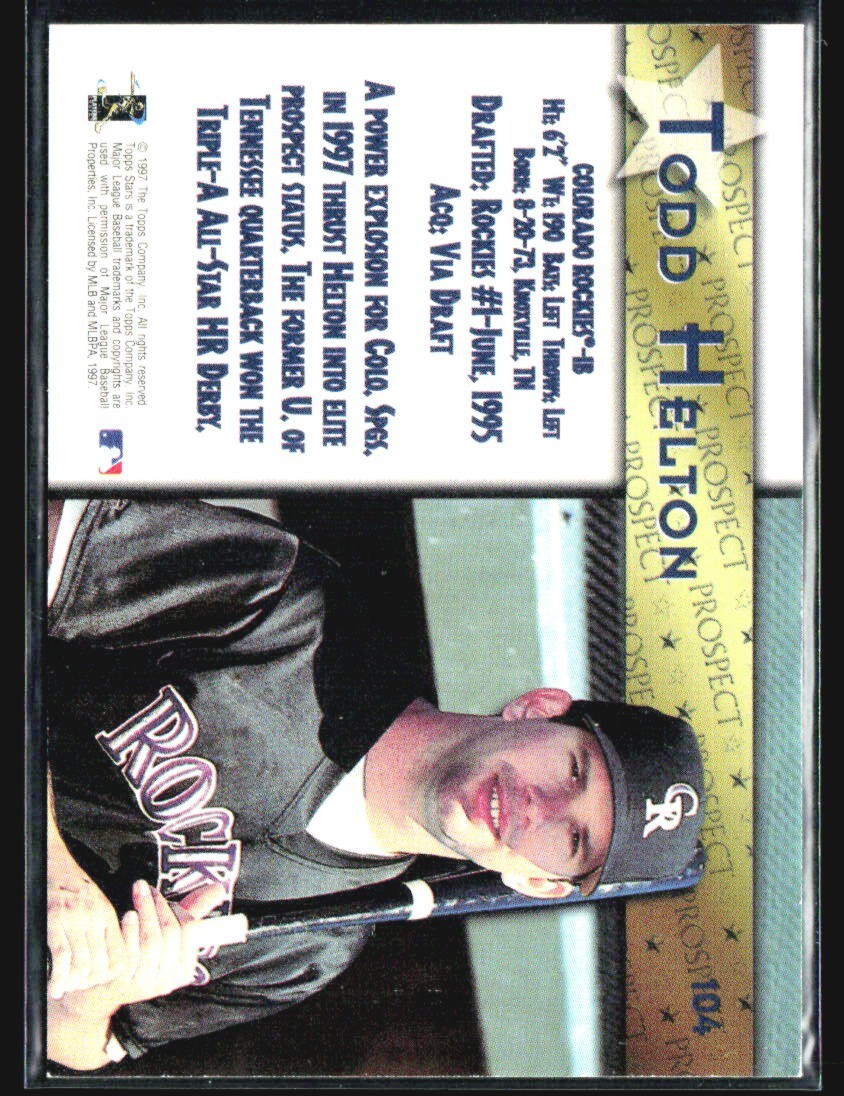 TODD HELTON
104
PROSPECT PROSPECT PROSPECT PROSPECT PROSPECT
COLORADO ROCKIES®-1B
HT: 6'2" WT: 190 BATS: LEFT THROWS: LEFT
BORN: 8-20-73, KNOXVILLE, TN
DRAFTED: ROCKIES #1-JUNE, 1995
ACQ: VIA DRAFT
A POWER EXPLOSION FOR COLO. SPGS.
IN 1997 THRUST HELTON INTO ELITE
PROSPECT STATUS. THE FORMER U. OF
TENNESSEE QUARTERBACK WON THE
TRIPLE-A ALL-STAR HR DERBY.
© 1997 The Topps Company, Inc. All rights reserved
Topps Stars is a trademark of the Topps Company, Inc.
Major League Baseball trademarks and copyrights are
used with permission of Major League Baseball
Properties, Inc. Licensed by MLB and MLBPA, 1997.
CR
ROCKIES